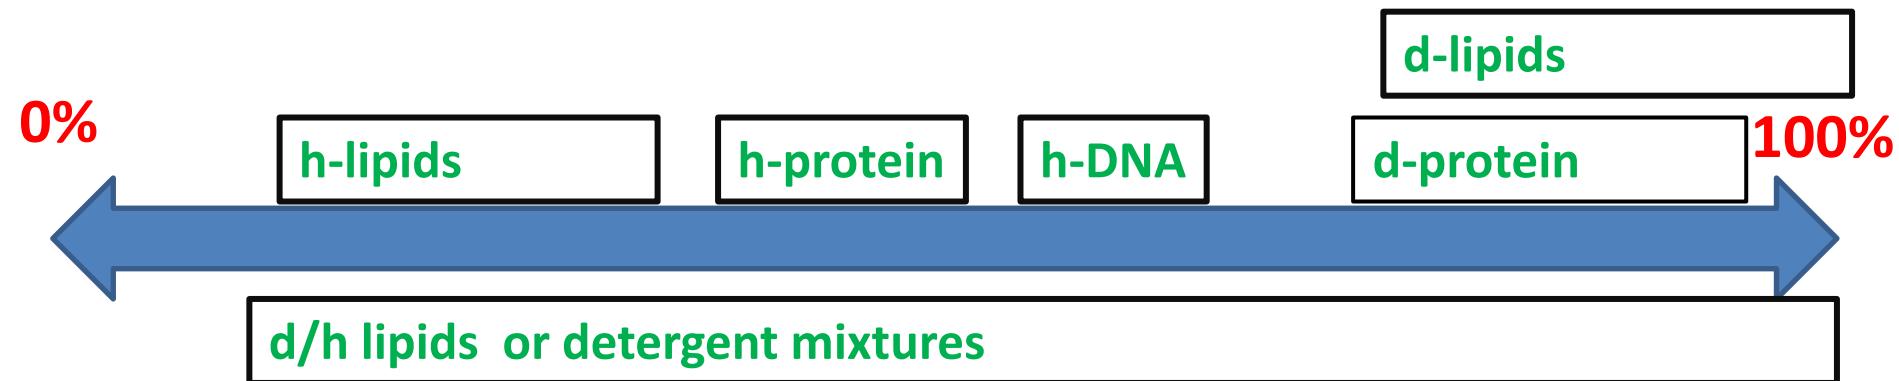 d-lipids
0%
h-lipids
h-protein
h-DNA
d-protein
100%
d/h lipids or detergent mixtures